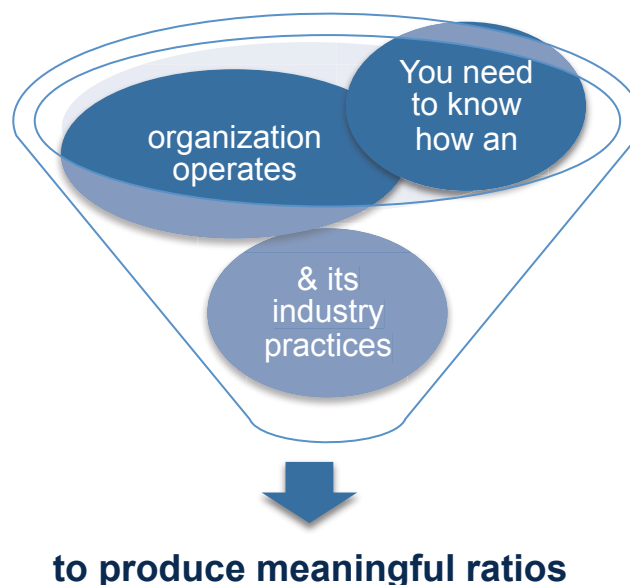 You need
to know
how an
organization
operates
& its
industry
practices
to produce meaningful ratios